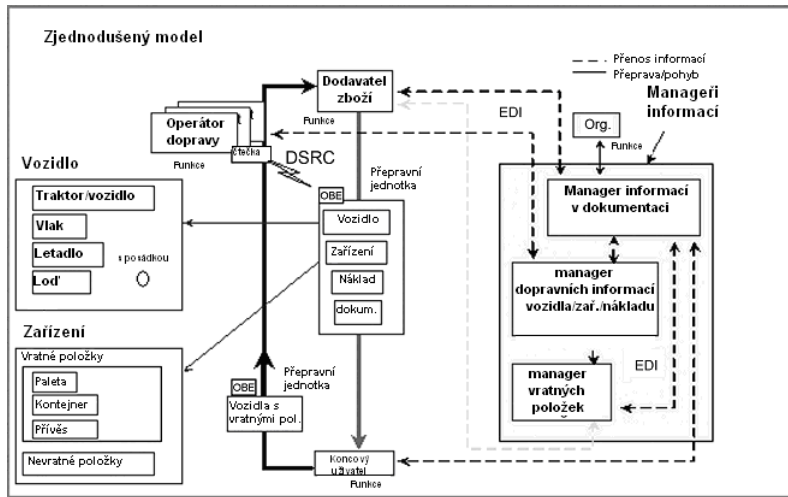 Zjednodušený model
Přenos informací
Přeprava/pohyb
Manageři
informací
Dodavatel
zboží
Funkce
EDI
Org.
Funkce
Operátor
dopravy
Funkce
čtečka
DSRC
Přepravní
jednotka
OBE
Vozidlo
Zařízení
Náklad
dokum.
Vozidlo
Traktor/vozidlo
Vlak
Letadlo
Loď
s posádkou
Manager informací
v dokumentaci
manager
dopravních informací
vozidla/zař./nákladu
EDI
manager
vratných
položek
Zařízení
Vratné položky
Paleta
Kontejner
Přívěs
Nevratné položky
Přepravní
jednotka
OBE
Vozidla s
vratnými pol.
Koncový
uživatel
Funkce